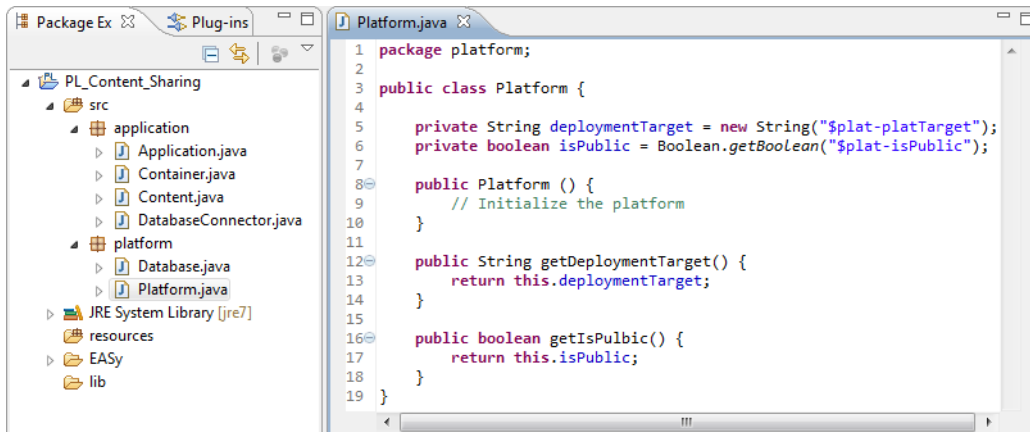 Package Ex
Plug-ins
PL_Content_Sharing
src
application
Application.java
Container.java
Content.java
DatabaseConnector.java
platform
Database.java
Platform.java
JRE System Library [jre7]
resources
EASy
lib
Platform.java
1 package platform;
2
3 public class Platform {
4
5 private String deploymentTarget = new String("$plat-platTarget");
6 private boolean isPublic = Boolean.getBoolean("$plat-isPublic");
7
8 public Platform () {
9 // Initialize the platform
10 }
11
12 public String getDeploymentTarget() {
13 return this.deploymentTarget;
14 }
15
16 public boolean getIsPulbic() {
17 return this.isPublic;
18 }
19 }